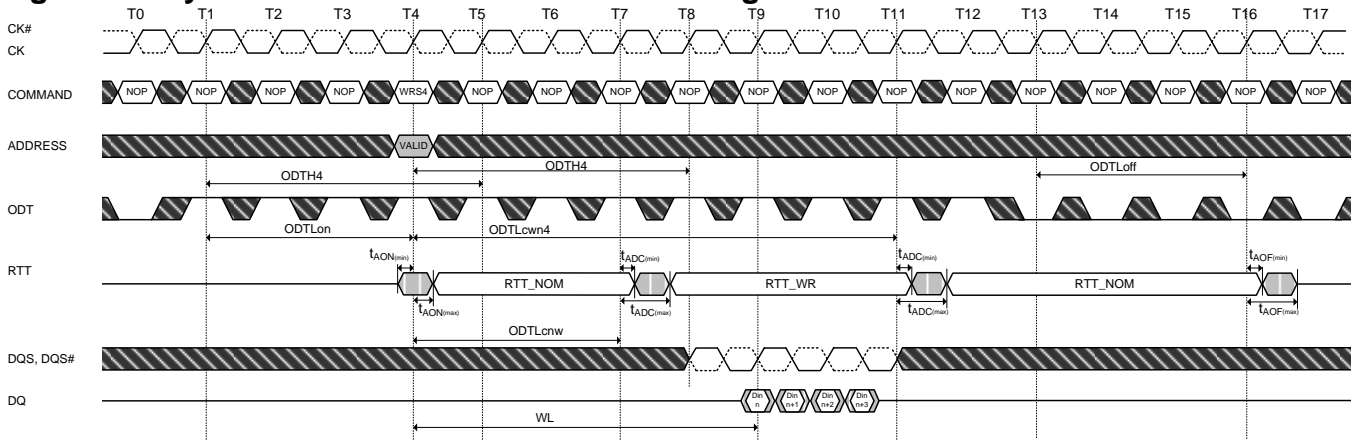 T0 T1 T2 T3 T4 T5 T6 T7 T8 T10 T11 T12 T13 T14 T15 T16 T17
CK#
CK
COMMAND NOP NOP NOP NOP WRS4 NOP NOP NOP NOP NOP NOP NOP NOP NOP NOP NOP NOP NOP
ADDRESS VALID
ODTH4 ODTLoff
ODTH4
ODT
ODTLon ODTLcwn4
tAON(min) tADC(min) tADC(min) tAOF(min)
RTT RTT_NOM RTT_WR RTT_NOM
tAON(max) tADC(max) tADC(max) tAOF(max)
ODTLcnw
DQS, DQS#
DQ Din n Din n+1 Din n+2 Din n+3
WL